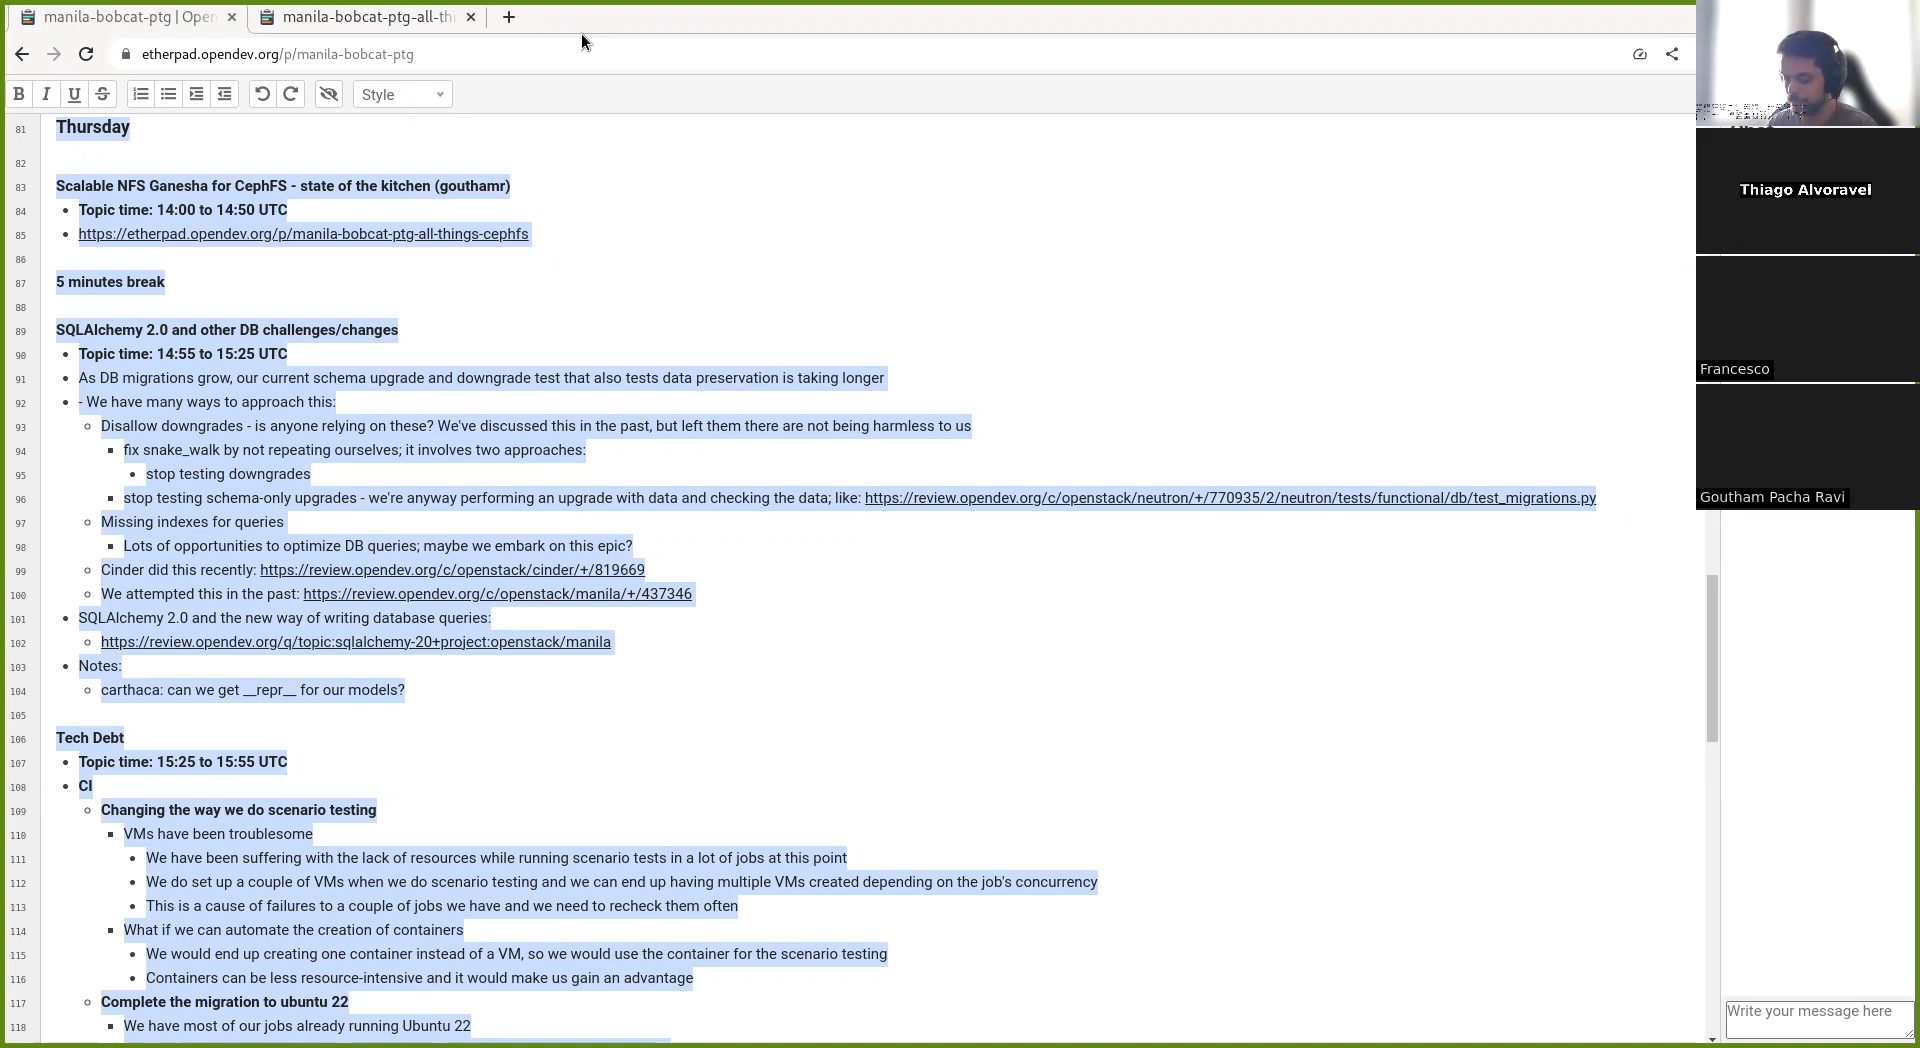 manila-bobcat-ptg | Open
manila-bobcat-ptg-all-thi
etherpad.opendev.org/p/manila-bobcat-ptg
B I U S Style
81 Thursday
82
83 Scalable NFS Ganesha for CephFS - state of the kitchen (gouthamr)
84 • Topic time: 14:00 to 14:50 UTC
85 • https://etherpad.opendev.org/p/manila-bobcat-ptg-all-things-cephfs
86
87 5 minutes break
88
89 SQLAlchemy 2.0 and other DB challenges/changes
90 • Topic time: 14:55 to 15:25 UTC
91 • As DB migrations grow, our current schema upgrade and downgrade test that also tests data preservation is taking longer
92 • - We have many ways to approach this:
93 ◦ Disallow downgrades - is anyone relying on these? We've discussed this in the past, but left them there are not being harmless to us
94 ▪ fix snake_walk by not repeating ourselves; it involves two approaches:
95 • stop testing downgrades
96 ▪ stop testing schema-only upgrades - we're anyway performing an upgrade with data and checking the data; like: https://review.opendev.org/c/openstack/neutron/+/770935/2/neutron/tests/functional/db/test_migrations.py
97 ◦ Missing indexes for queries
98 ▪ Lots of opportunities to optimize DB queries; maybe we embark on this epic?
99 ◦ Cinder did this recently: https://review.opendev.org/c/openstack/cinder/+/819669
100 ◦ We attempted this in the past: https://review.opendev.org/c/openstack/manila/+/437346
101 • SQLAlchemy 2.0 and the new way of writing database queries:
102 ◦ https://review.opendev.org/q/topic:sqlalchemy-20+project:openstack/manila
103 • Notes:
104 ◦ carthaca: can we get __repr__ for our models?
105
106 Tech Debt
107 • Topic time: 15:25 to 15:55 UTC
108 • CI
109 ◦ Changing the way we do scenario testing
110 ▪ VMs have been troublesome
111 • We have been suffering with the lack of resources while running scenario tests in a lot of jobs at this point
112 • We do set up a couple of VMs when we do scenario testing and we can end up having multiple VMs created depending on the job's concurrency
113 • This is a cause of failures to a couple of jobs we have and we need to recheck them often
114 ▪ What if we can automate the creation of containers
115 • We would end up creating one container instead of a VM, so we would use the container for the scenario testing
116 • Containers can be less resource-intensive and it would make us gain an advantage
117 ◦ Complete the migration to ubuntu 22
118 ▪ We have most of our jobs already running Ubuntu 22
Thiago Alvoravel
Francesco
Goutham Pacha Ravi
Write your message here